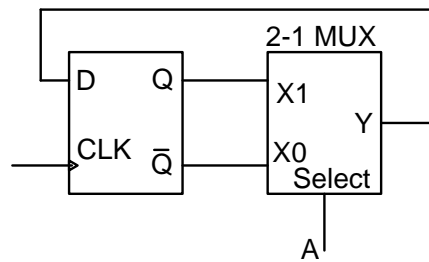 2-1 MUX
D Q X1
Y
CLK Q̅ X0
Select
A